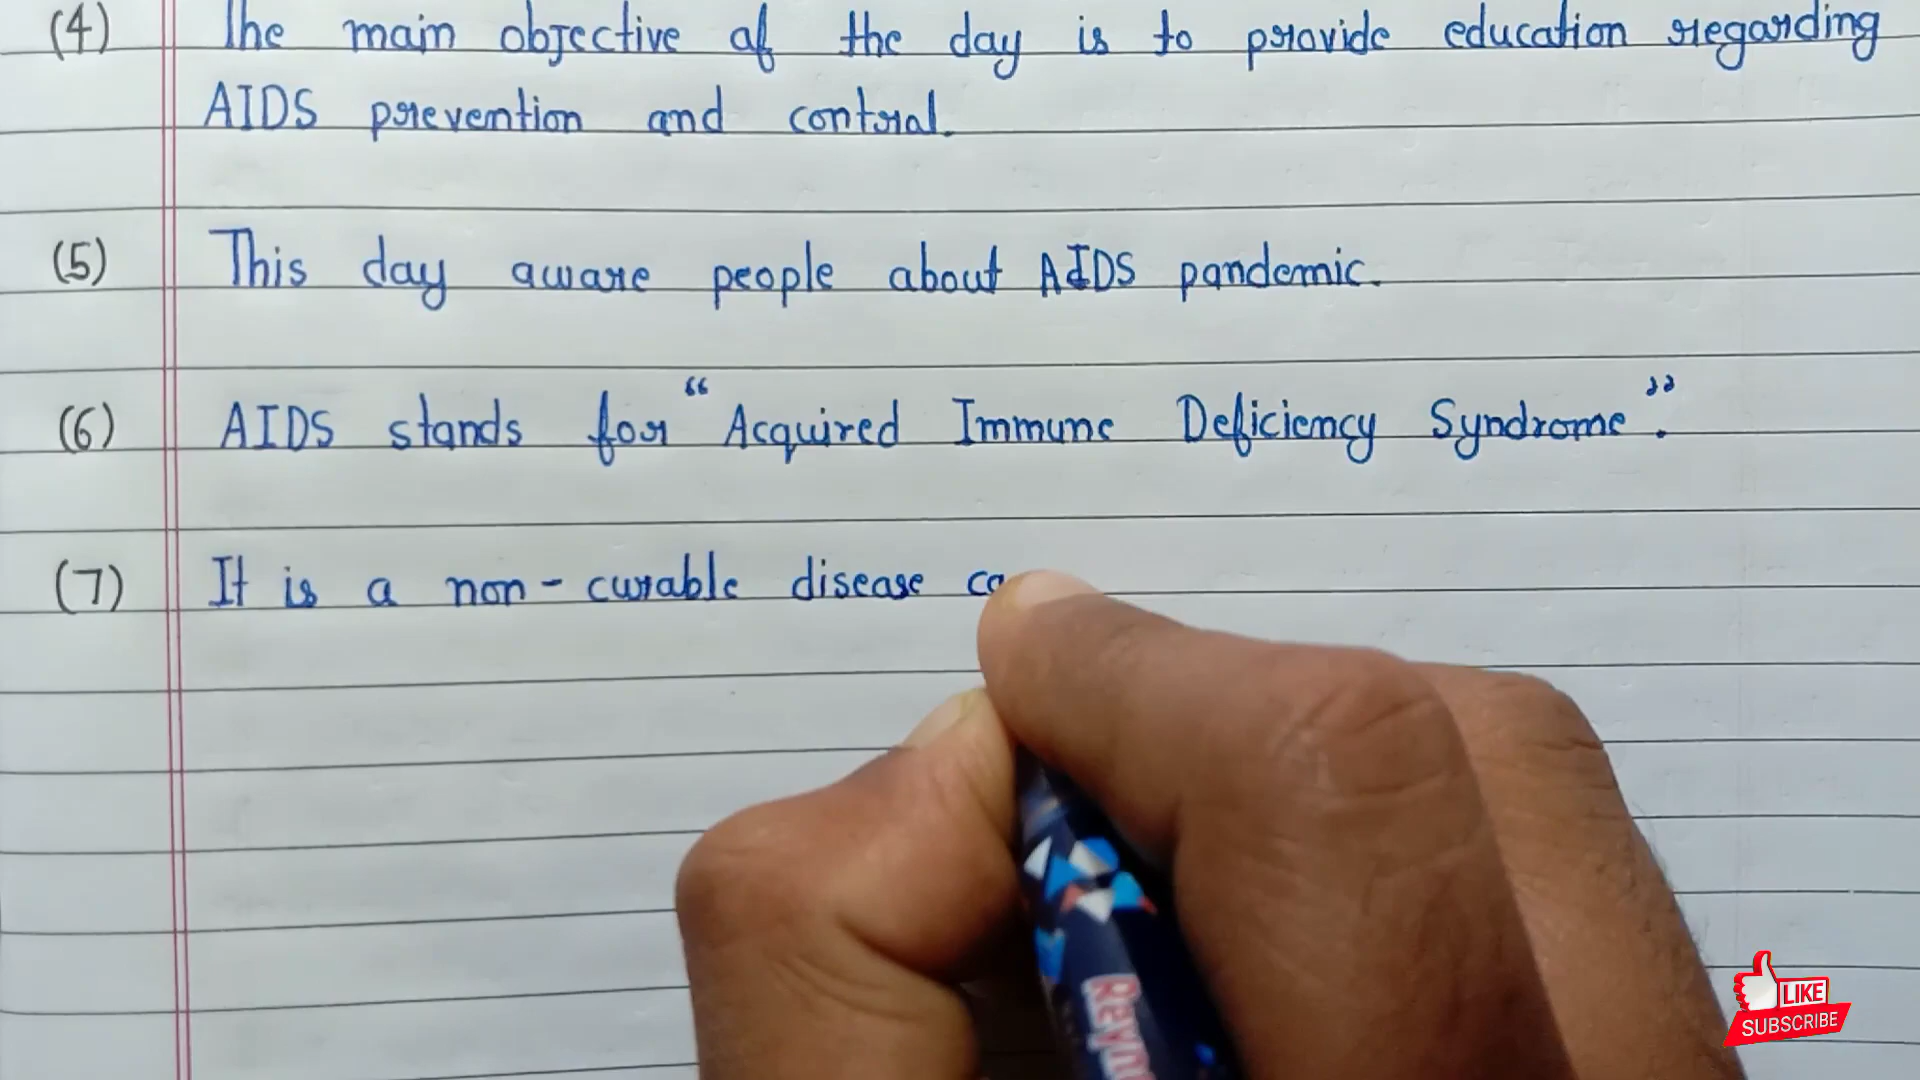 (4) The main objective of the day is to provide education regarding
AIDS prevention and control.
(5) This day aware people about AIDS pandemic.
(6) AIDS stands for "Acquired Immune Deficiency Syndrome".
(7) It is a non-curable disease ca
LIKE
SUBSCRIBE